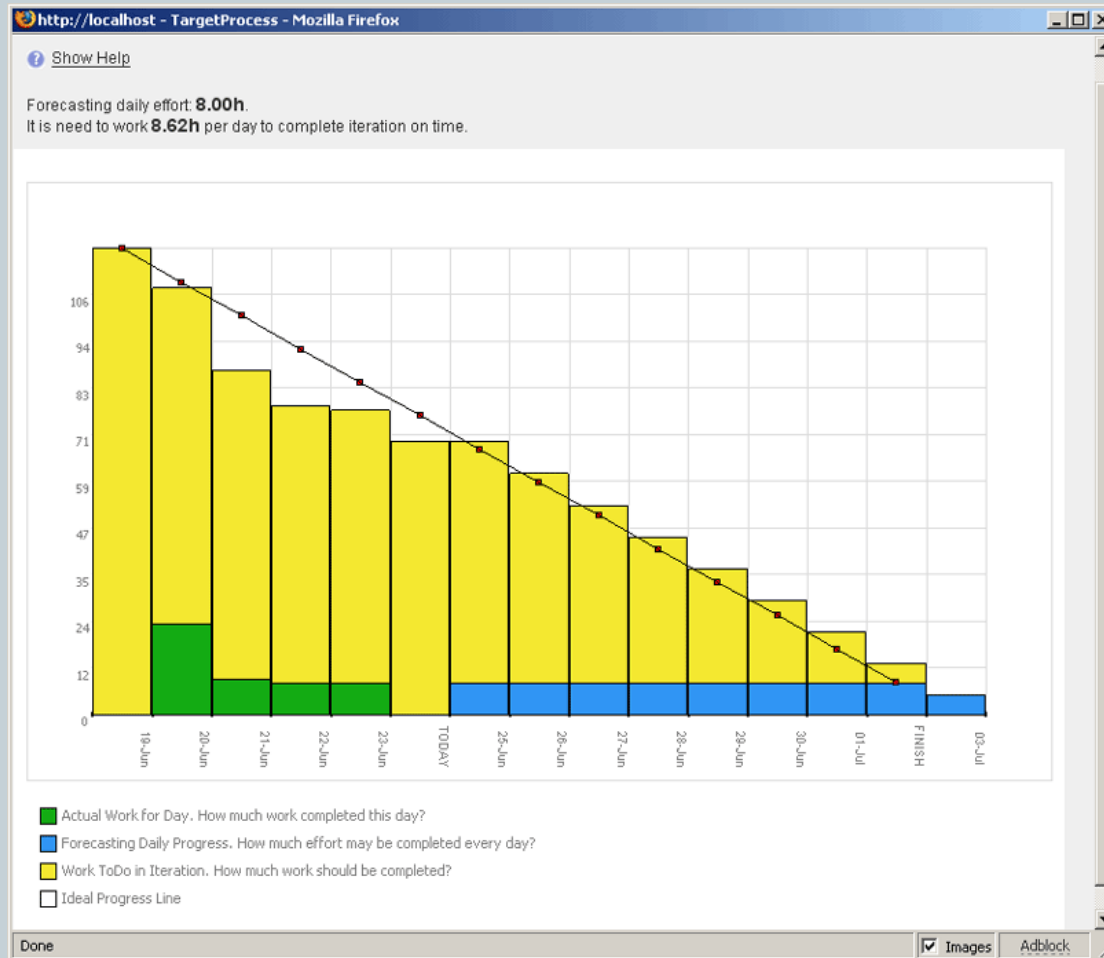 http://localhost - TargetProcess - Mozilla Firefox
? Show Help
Forecasting daily effort: 8.00h.
It is need to work 8.62h per day to complete iteration on time.
106
94
83
71
59
47
35
24
12
0
19-Jun
20-Jun
21-Jun
22-Jun
23-Jun
TODAY
25-Jun
26-Jun
27-Jun
28-Jun
29-Jun
30-Jun
01-Jul
FINISH
03-Jul
Actual Work for Day. How much work completed this day?
Forecasting Daily Progress. How much effort may be completed every day?
Work ToDo in Iteration. How much work should be completed?
Ideal Progress Line
Done
Images
Adblock